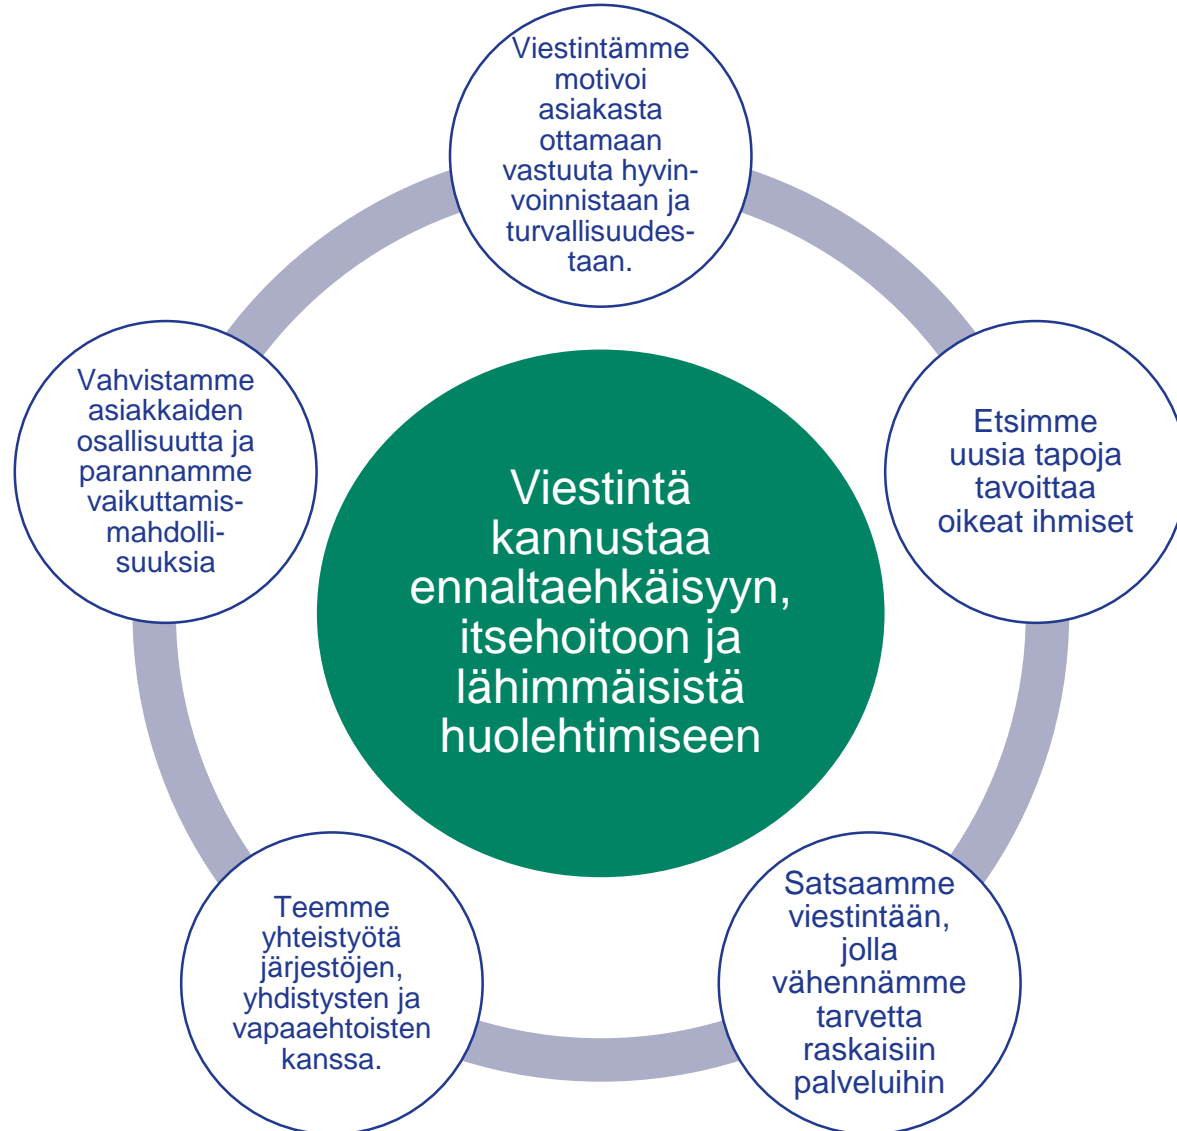 Viestintämme
motivoi
asiakasta
ottamaan
vastuuta hyvin-
voinnistaan ja
turvallisuudes-
taan.
Etsimme
uusia tapoja
tavoittaa
oikeat ihmiset
Satsaamme
viestintään,
jolla
vähennämme
tarvetta
raskaisiin
palveluihin
Teemme
yhteistyötä
järjestöjen,
yhdistysten ja
vapaaehtoisten
kanssa.
Vahvistamme
asiakkaiden
osallisuutta ja
parannamme
vaikuttamis-
mahdolli-
suuksia
Viestintä
kannustaa
ennaltaehkäisyyn,
itsehoitoon ja
lähimmäisistä
huolehtimiseen